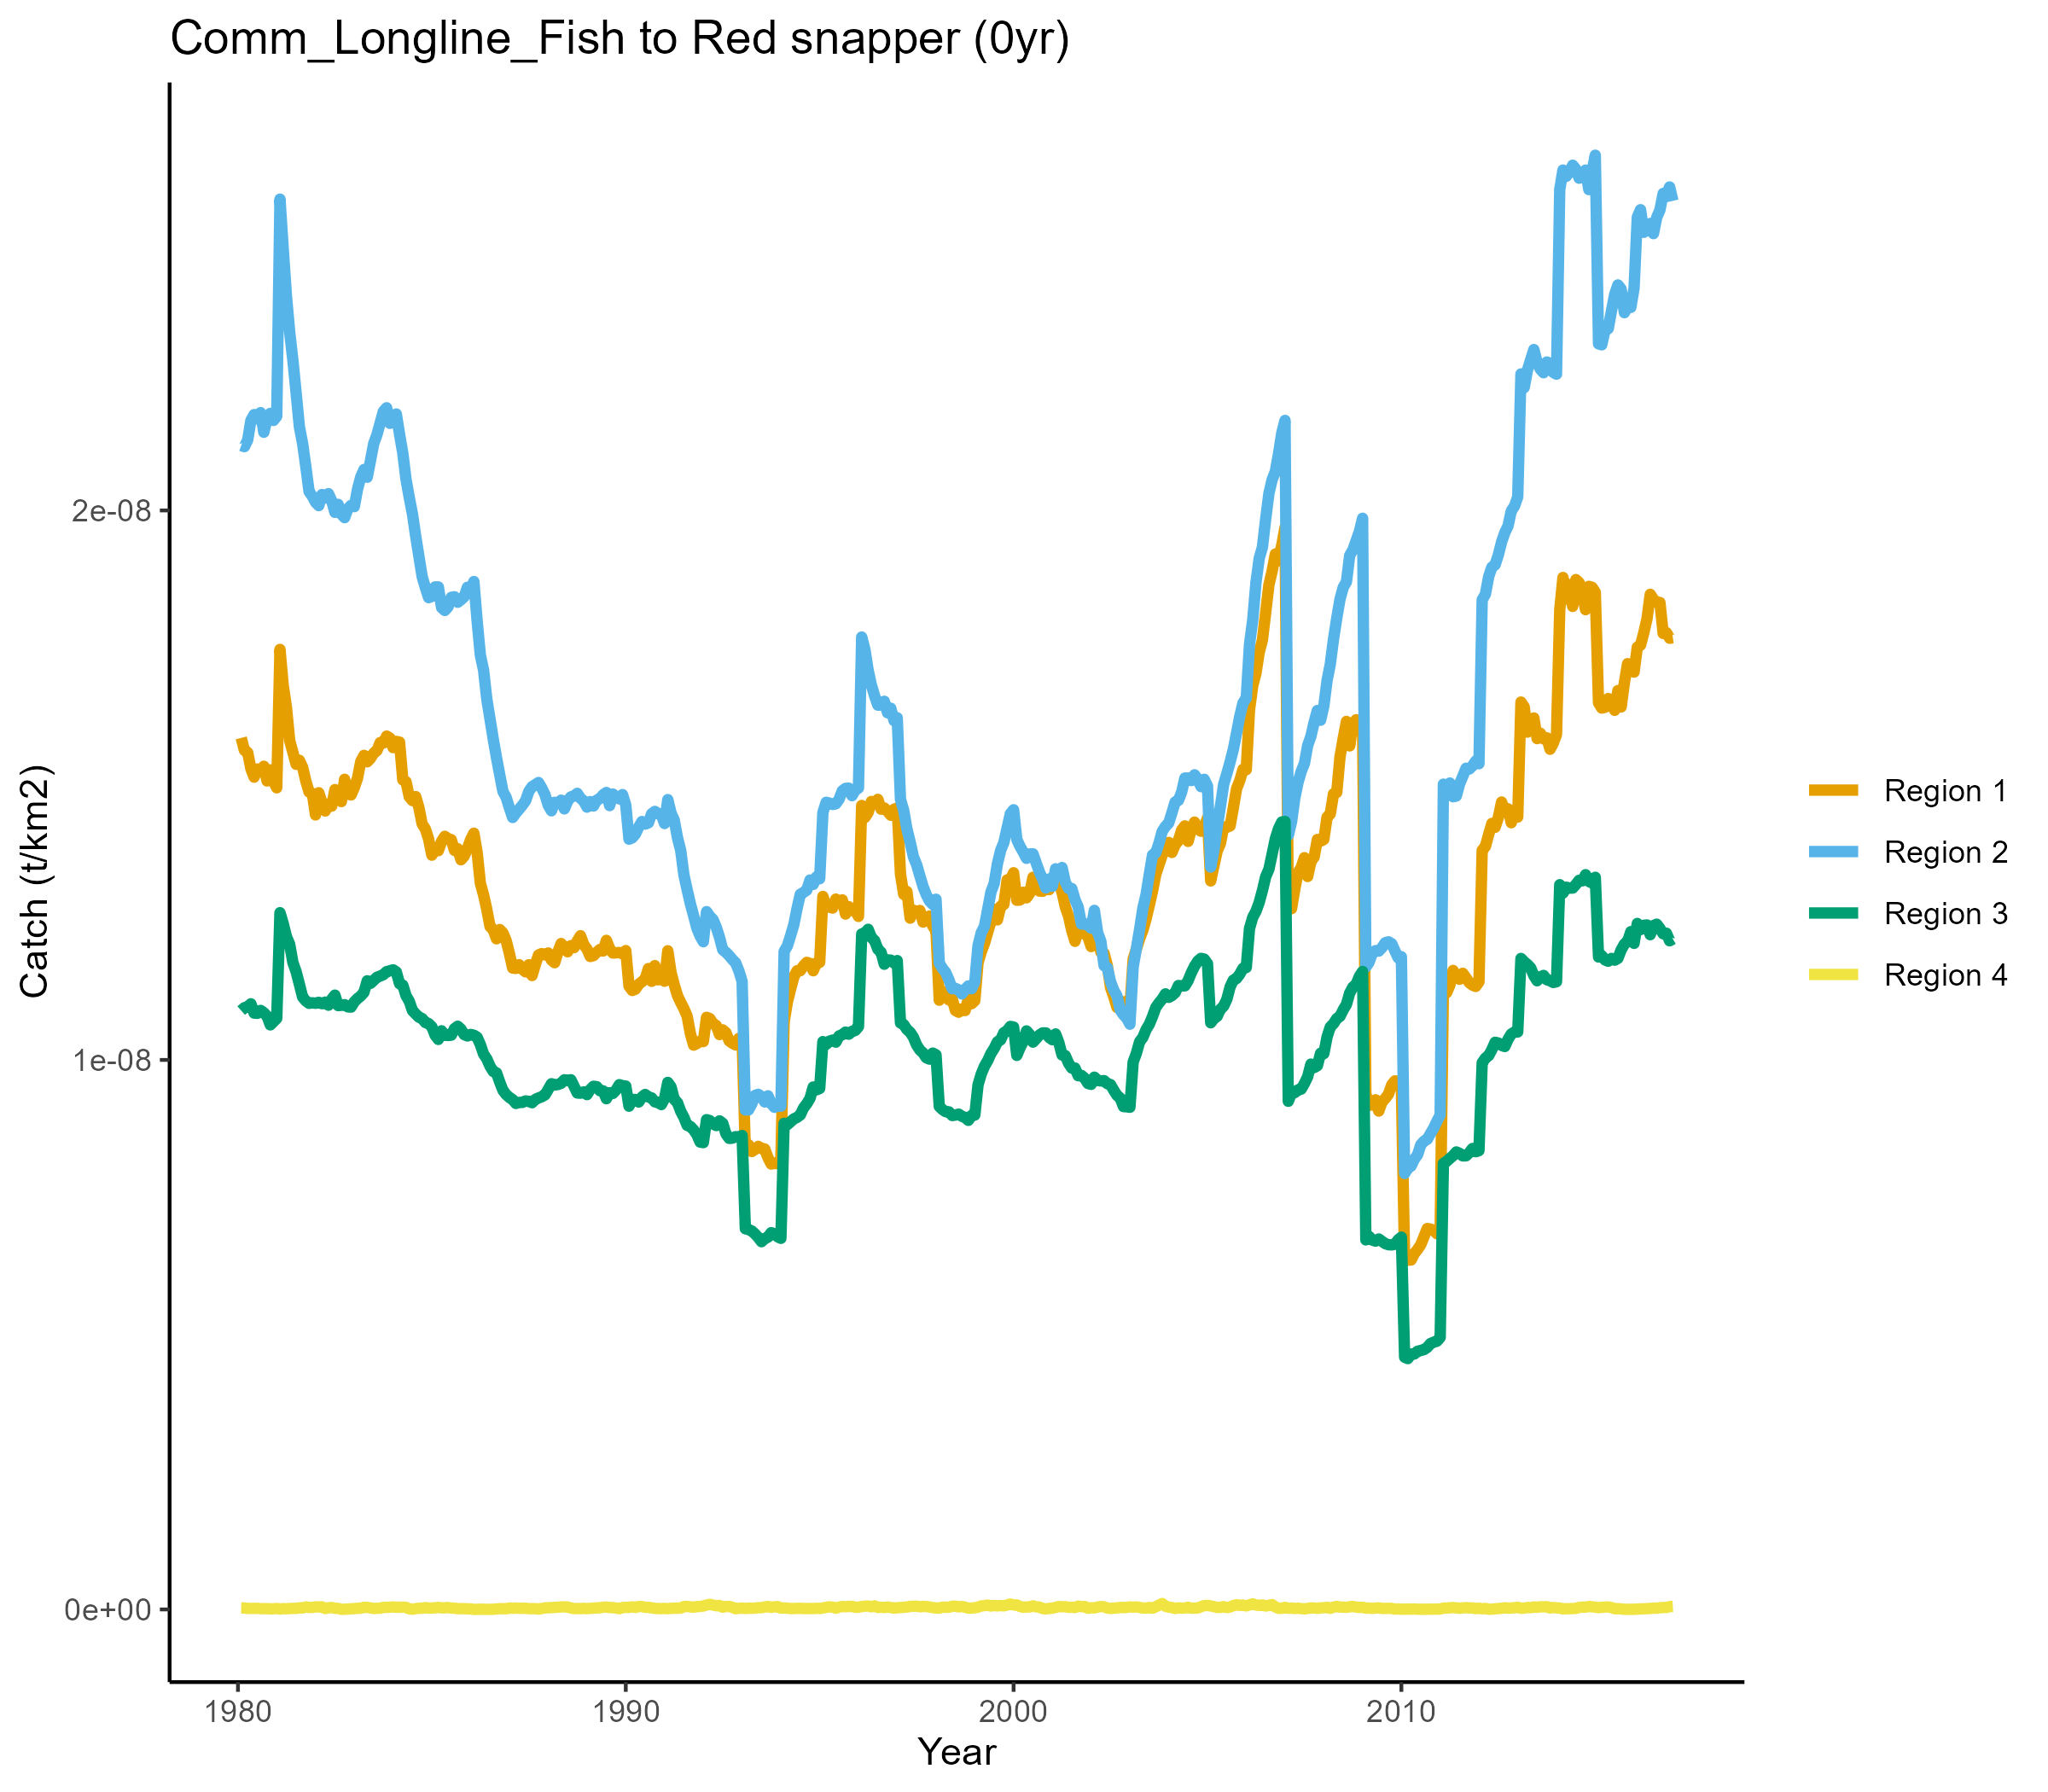 Comm_Longline_Fish to Red snapper (0yr)
Catch (t/km2)
2e-08
1e-08
0e+00
1980
1990
2000
2010
Year
Region 1
Region 2
Region 3
Region 4